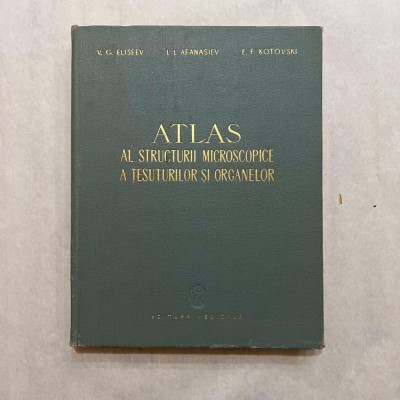 V. G. ELISEEV I. I. AFANASIEV E. F. KOTOVSKI
ATLAS
AL STRUCTURII MICROSCOPICE
A ȚESUTURILOR ȘI ORGANELOR
EDITURA MEDICALĂ